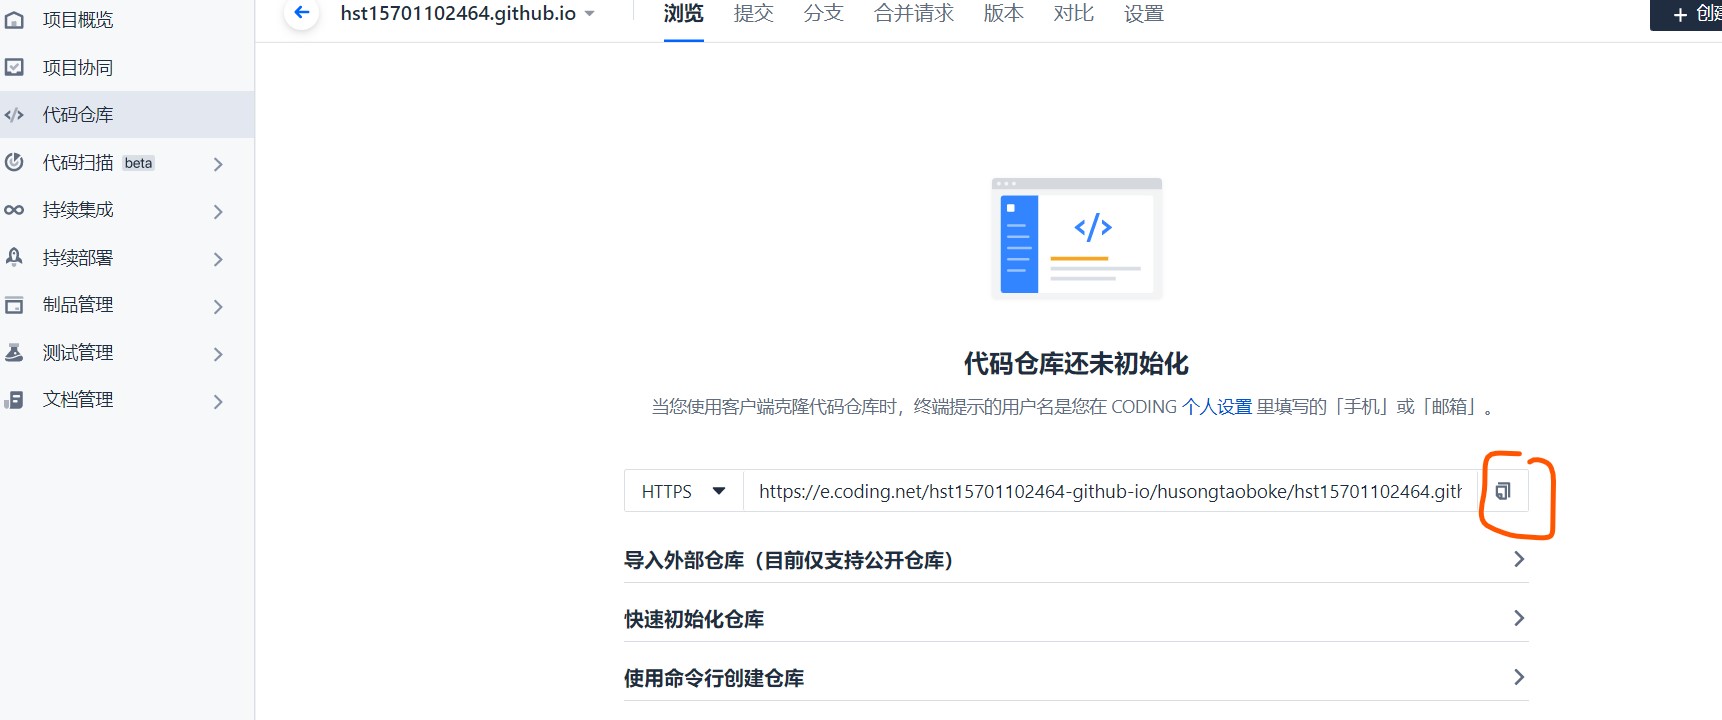 项目概览
项目协同
代码仓库
代码扫描 beta
持续集成
持续部署
制品管理
测试管理
文档管理
hst15701102464.github.io
浏览 提交 分支 合并请求 版本 对比 设置
+ 创建
代码仓库还未初始化
当您使用客户端克隆代码仓库时，终端提示的用户名是您在 CODING 个人设置 里填写的「手机」或「邮箱」。
HTTPS https://e.coding.net/hst15701102464-github-io/husongtaoboke/hst15701102464.gith
导入外部仓库（目前仅支持公开仓库）
快速初始化仓库
使用命令行创建仓库